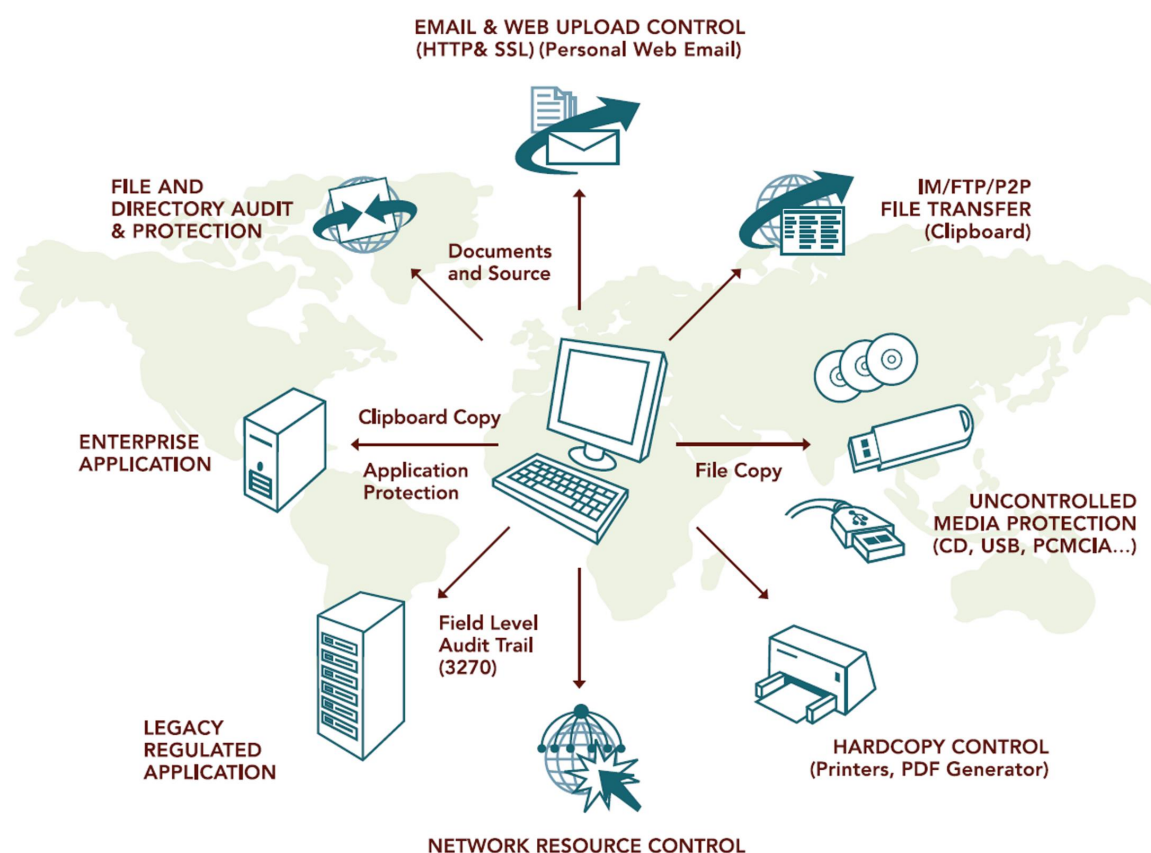 EMAIL & WEB UPLOAD CONTROL
(HTTP& SSL) (Personal Web Email)
FILE AND
DIRECTORY AUDIT
& PROTECTION
IM/FTP/P2P
FILE TRANSFER
(Clipboard)
Documents
and Source
Clipboard Copy
ENTERPRISE
APPLICATION
Application
Protection
File Copy
UNCONTROLLED
MEDIA PROTECTION
(CD, USB, PCMCIA...)
Field Level
Audit Trail
(3270)
LEGACY
REGULATED
APPLICATION
HARDCOPY CONTROL
(Printers, PDF Generator)
NETWORK RESOURCE CONTROL